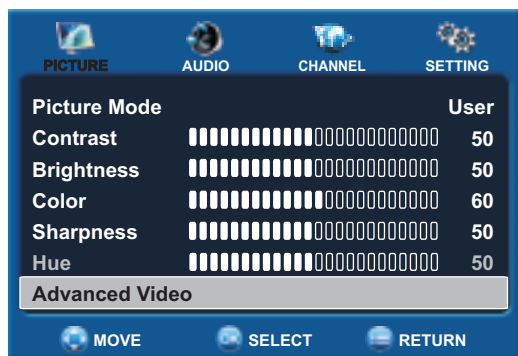 PICTURE AUDIO CHANNEL SETTING
Picture Mode User
Contrast 50
Brightness 50
Color 60
Sharpness 50
Hue 50
Advanced Video
MOVE SELECT RETURN